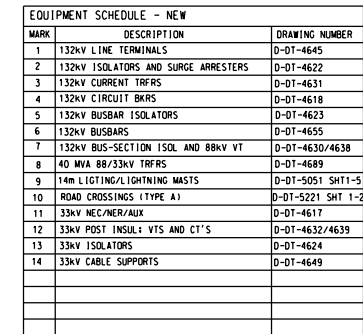 EQUIPMENT SCHEDULE - NEW
MARK DESCRIPTION DRAWING NUMBER
1 132kV LINE TERMINALS D-DT-4645
2 132kV ISOLATORS AND SURGE ARRESTERS D-DT-4622
3 132kV CURRENT TRFRS D-DT-4631
4 132kV CIRCUIT BKRS D-DT-4618
5 132kV BUSBAR ISOLATORS D-DT-4623
6 132kV BUSBARS D-DT-4655
7 132kV BUS-SECTION ISOL AND 88kV VT D-DT-4630/4638
8 40 MVA 88/33kV TRFRS D-DT-4689
9 14m LIGTING/LIGHTNING MASTS D-DT-5051 SHT1-5
10 ROAD CROSSINGS (TYPE A) D-DT-5221 SHT 1-2
11 33kV NEC/NER/AUX D-DT-4617
12 33kV POST INSUL: VTS AND CT'S D-DT-4632/4639
13 33kV ISOLATORS D-DT-4624
14 33kV CABLE SUPPORTS D-DT-4649